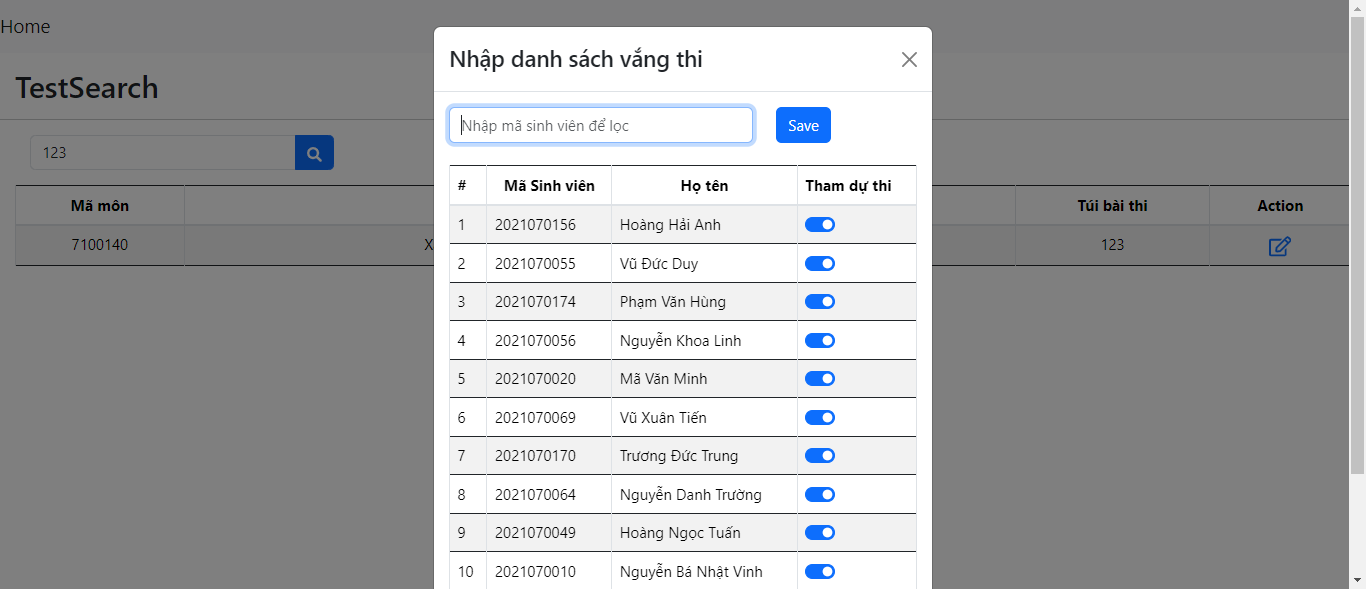 Home
Nhập danh sách vắng thi
TestSearch
Nhập mã sinh viên để lọc
Save
123
Mã môn
Túi bài thi
Action
7100140
X
123
# Mã Sinh viên Họ tên Tham dự thi
1 2021070156 Hoàng Hải Anh
2 2021070055 Vũ Đức Duy
3 2021070174 Phạm Văn Hùng
4 2021070056 Nguyễn Khoa Linh
5 2021070020 Mã Văn Minh
6 2021070069 Vũ Xuân Tiến
7 2021070170 Trương Đức Trung
8 2021070064 Nguyễn Danh Trường
9 2021070049 Hoàng Ngọc Tuấn
10 2021070010 Nguyễn Bá Nhật Vinh